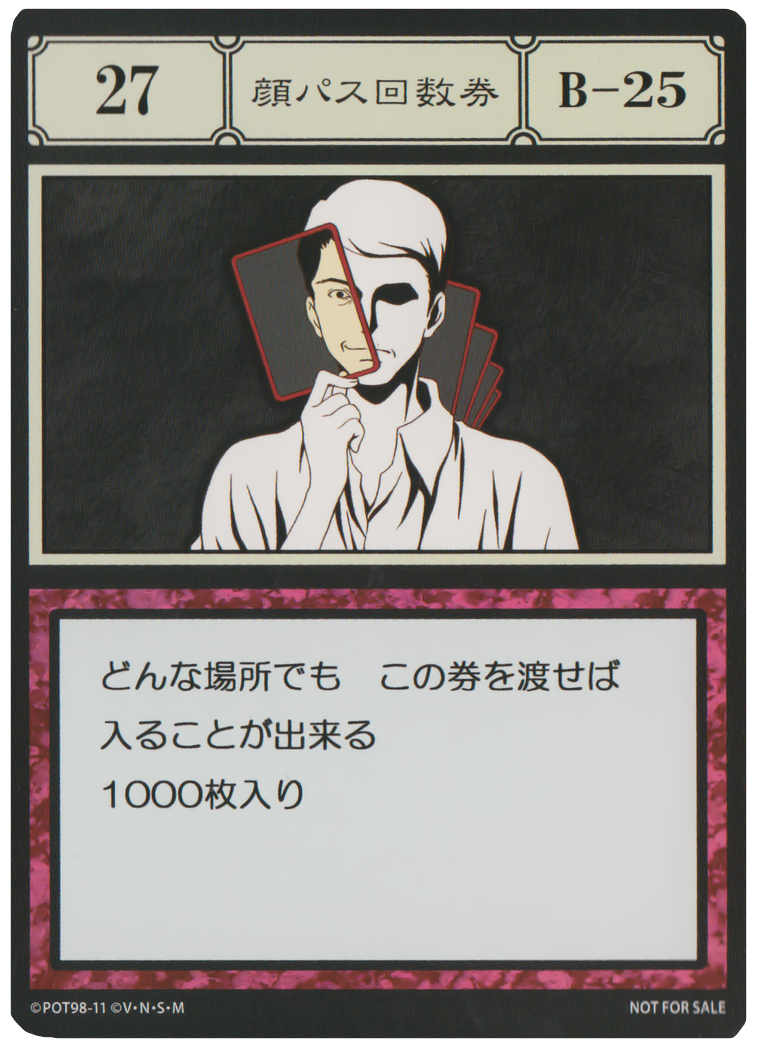 27
顔パス回数券
B-25
どんな場所でも　この券を渡せば
入ることが出来る
1000枚入り
©POT98-11 ©V・N・S・M
NOT FOR SALE